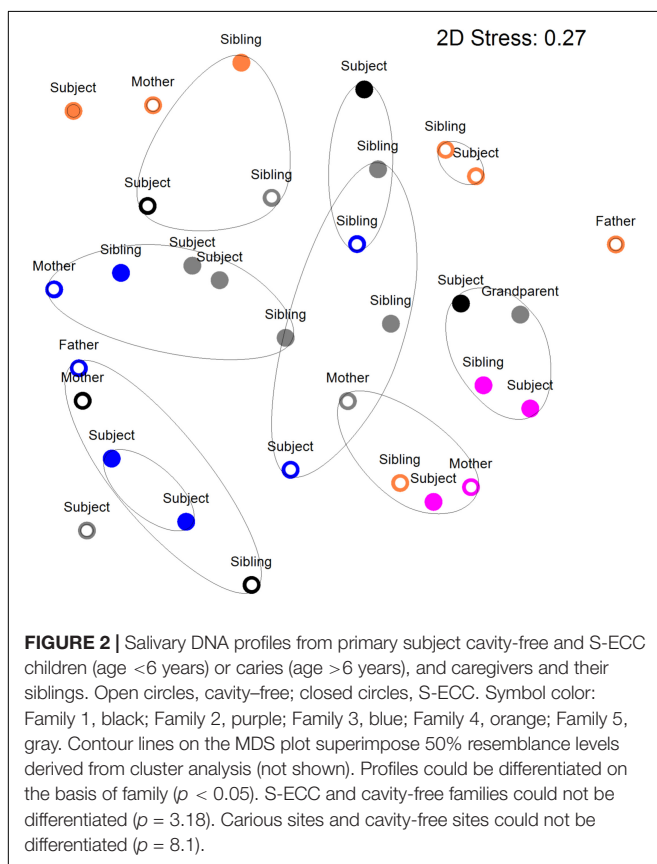 2D Stress: 0.27
Sibling
Subject
Mother
Subject
Sibling
Sibling
Subject
Sibling
Subject
Sibling
Subject
Sibling
Father
Mother
Sibling
Subject
Subject
Sibling
Sibling
Subject
Grandparent
Father
Mother
Sibling
Subject
Mother
Subject
Subject
Sibling
Subject
Mother
Subject
Subject
Sibling
FIGURE 2 | Salivary DNA profiles from primary subject cavity-free and S-ECC
children (age <6 years) or caries (age >6 years), and caregivers and their
siblings. Open circles, cavity–free; closed circles, S-ECC. Symbol color:
Family 1, black; Family 2, purple; Family 3, blue; Family 4, orange; Family 5,
gray. Contour lines on the MDS plot superimpose 50% resemblance levels
derived from cluster analysis (not shown). Profiles could be differentiated on
the basis of family (p < 0.05). S-ECC and cavity-free families could not be
differentiated (p = 3.18). Carious sites and cavity-free sites could not be
differentiated (p = 8.1).